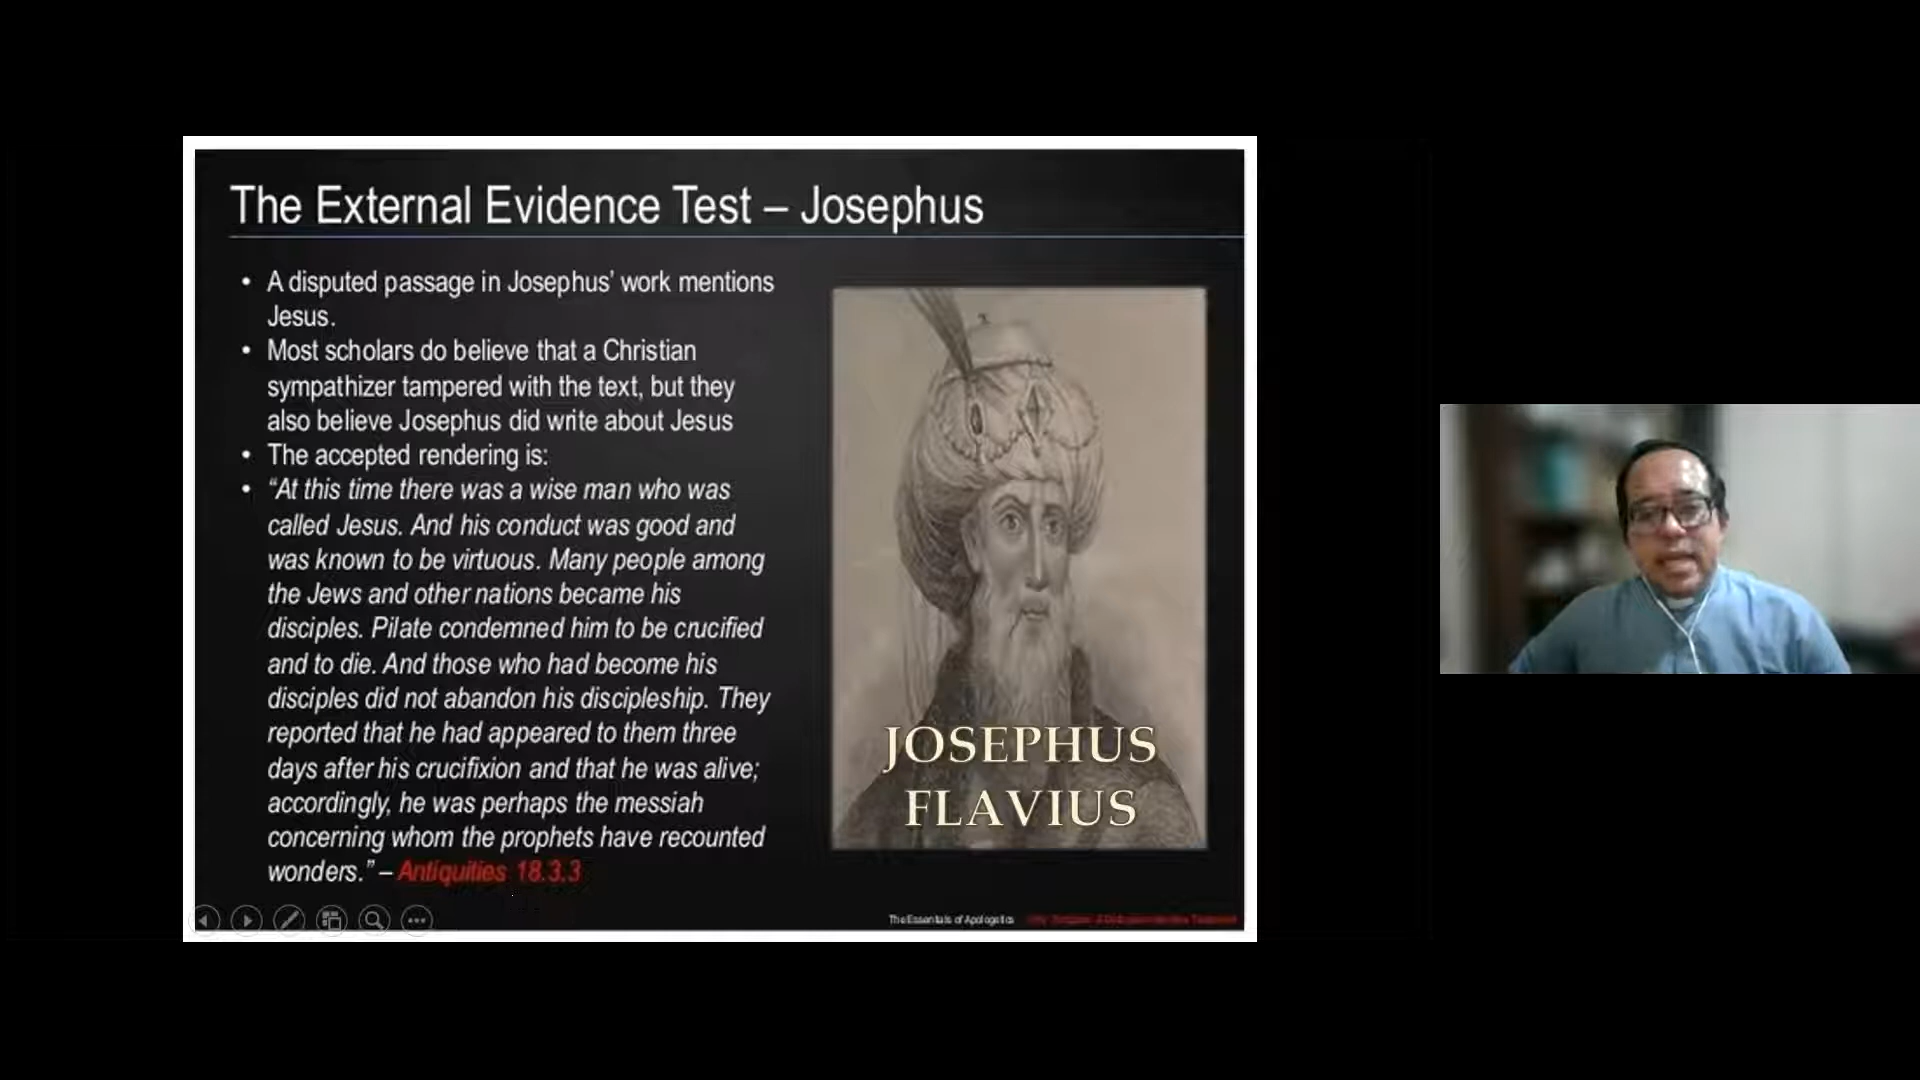 The External Evidence Test – Josephus
• A disputed passage in Josephus’ work mentions
Jesus.
• Most scholars do believe that a Christian
sympathizer tampered with the text, but they
also believe Josephus did write about Jesus
• The accepted rendering is:
• “At this time there was a wise man who was
called Jesus. And his conduct was good and
was known to be virtuous. Many people among
the Jews and other nations became his
disciples. Pilate condemned him to be crucified
and to die. And those who had become his
disciples did not abandon his discipleship. They
reported that he had appeared to them three
days after his crucifixion and that he was alive;
accordingly, he was perhaps the messiah
concerning whom the prophets have recounted
wonders.” – Antiquities 18.3.3
JOSEPHUS
FLAVIUS
The Essentials of Apologetics